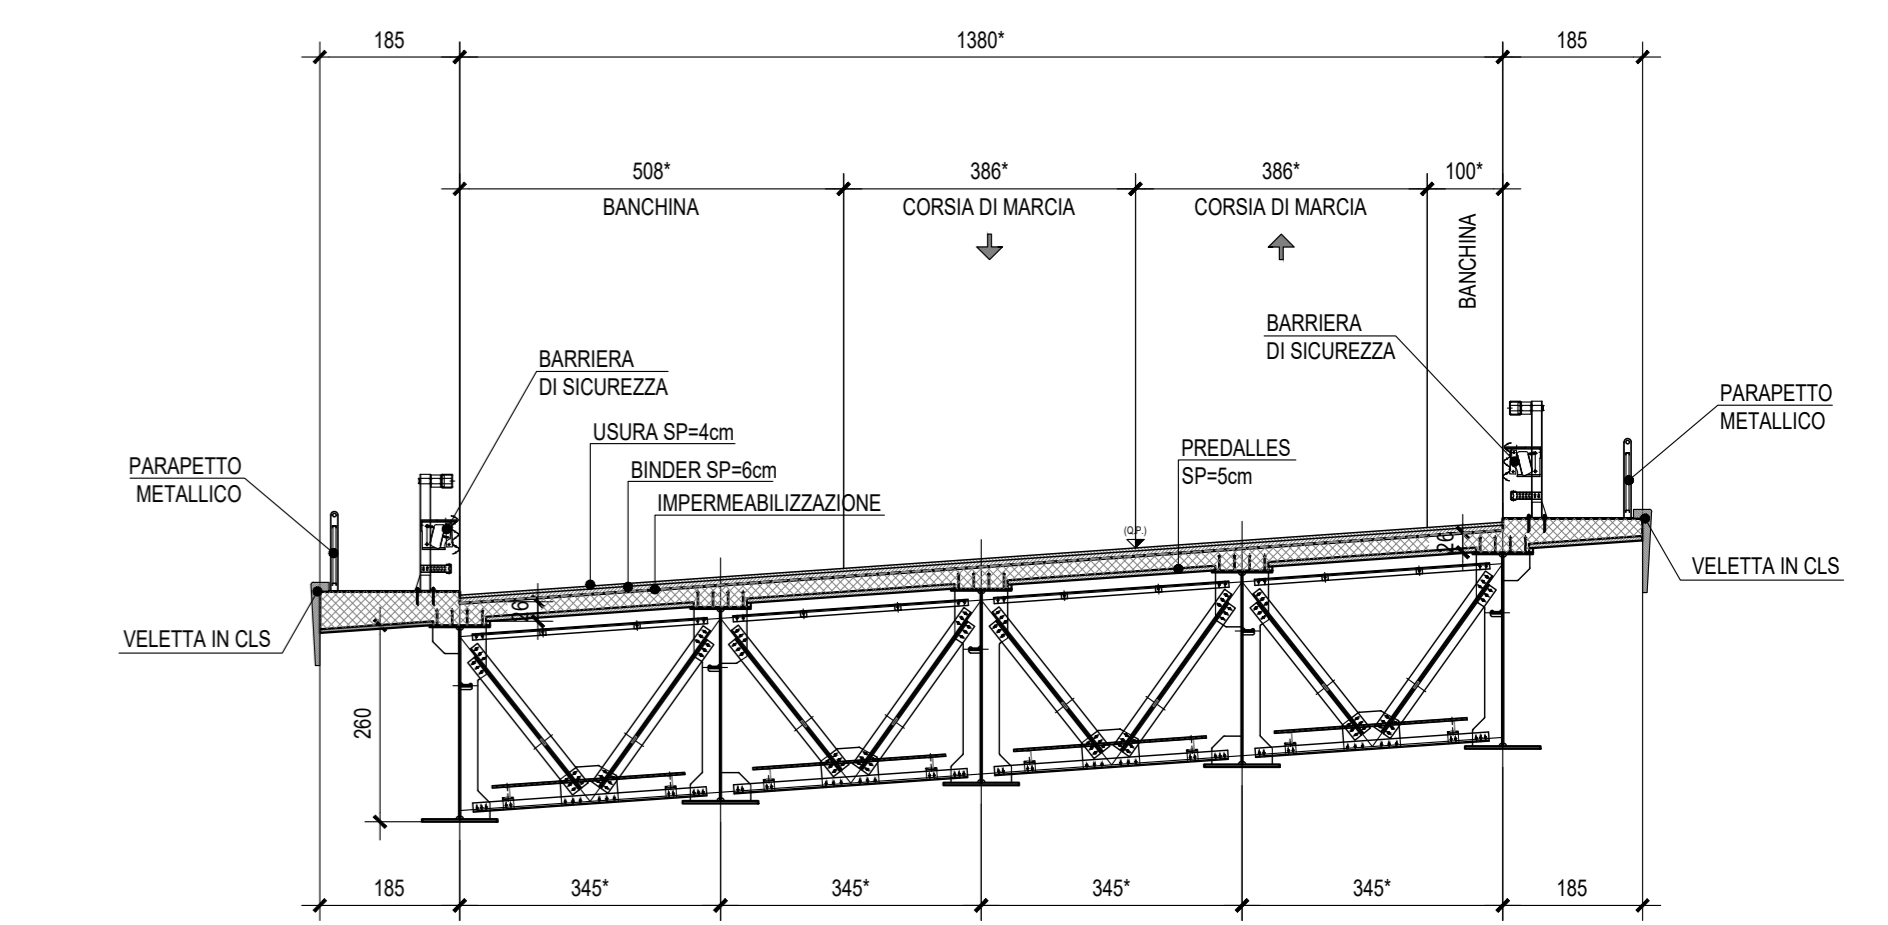 185
1380*
185
508*
386*
386*
100*
BANCHINA
CORSIA DI MARCIA
CORSIA DI MARCIA
BANCHINA
BARRIERA
DI SICUREZZA
BARRIERA
DI SICUREZZA
PARAPETTO
METALLICO
USURA SP=4cm
PREDALLES
SP=5cm
BINDER SP=6cm
IMPERMEABILIZZAZIONE
PARAPETTO
METALLICO
(Q.P.)
26
VELETTA IN CLS
26
VELETTA IN CLS
260
185
345*
345*
345*
345*
185